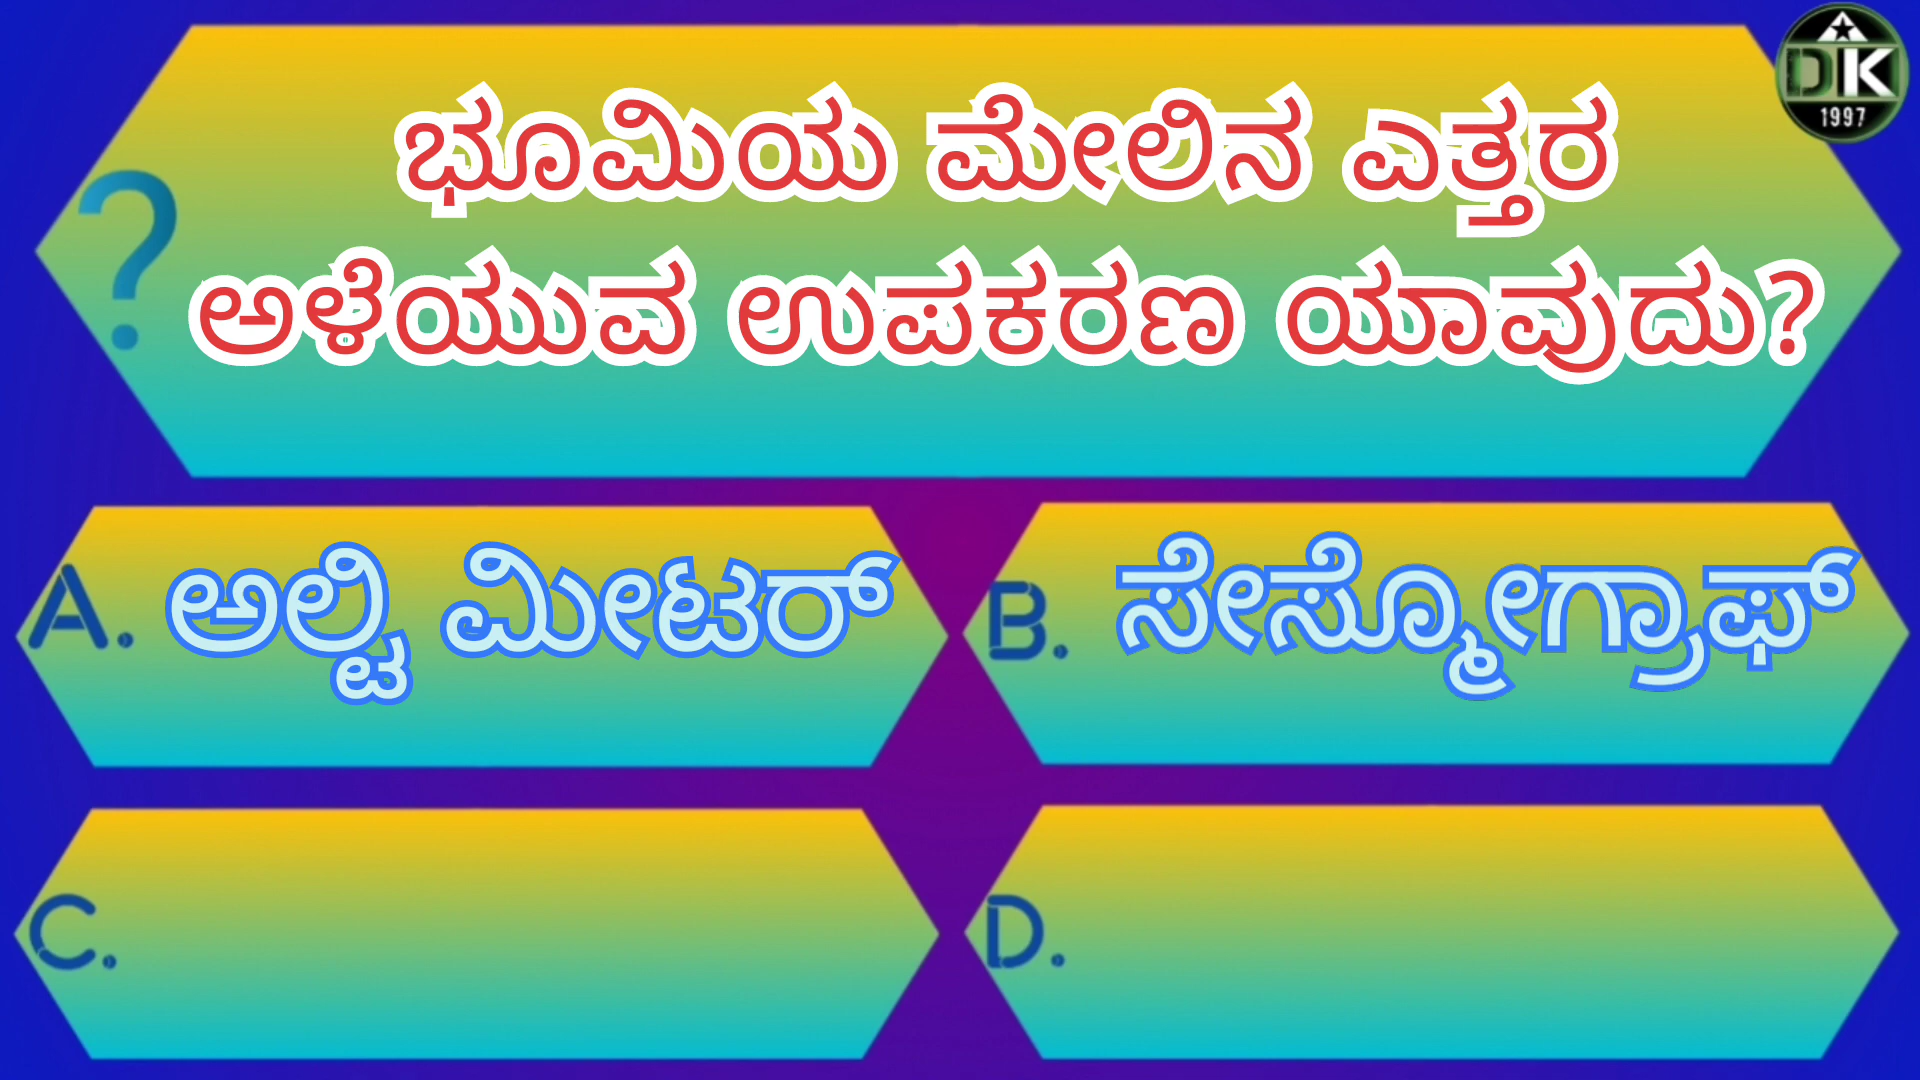 DK
1997
?
ಭೂಮಿಯ ಮೇಲಿನ ಎತ್ತರ
ಅಳೆಯುವ ಉಪಕರಣ ಯಾವುದು?
A. ಅಲ್ಟಿ ಮೀಟರ್
B. ಸೇಸ್ಮೋಗ್ರಾಫ್
C.
D.